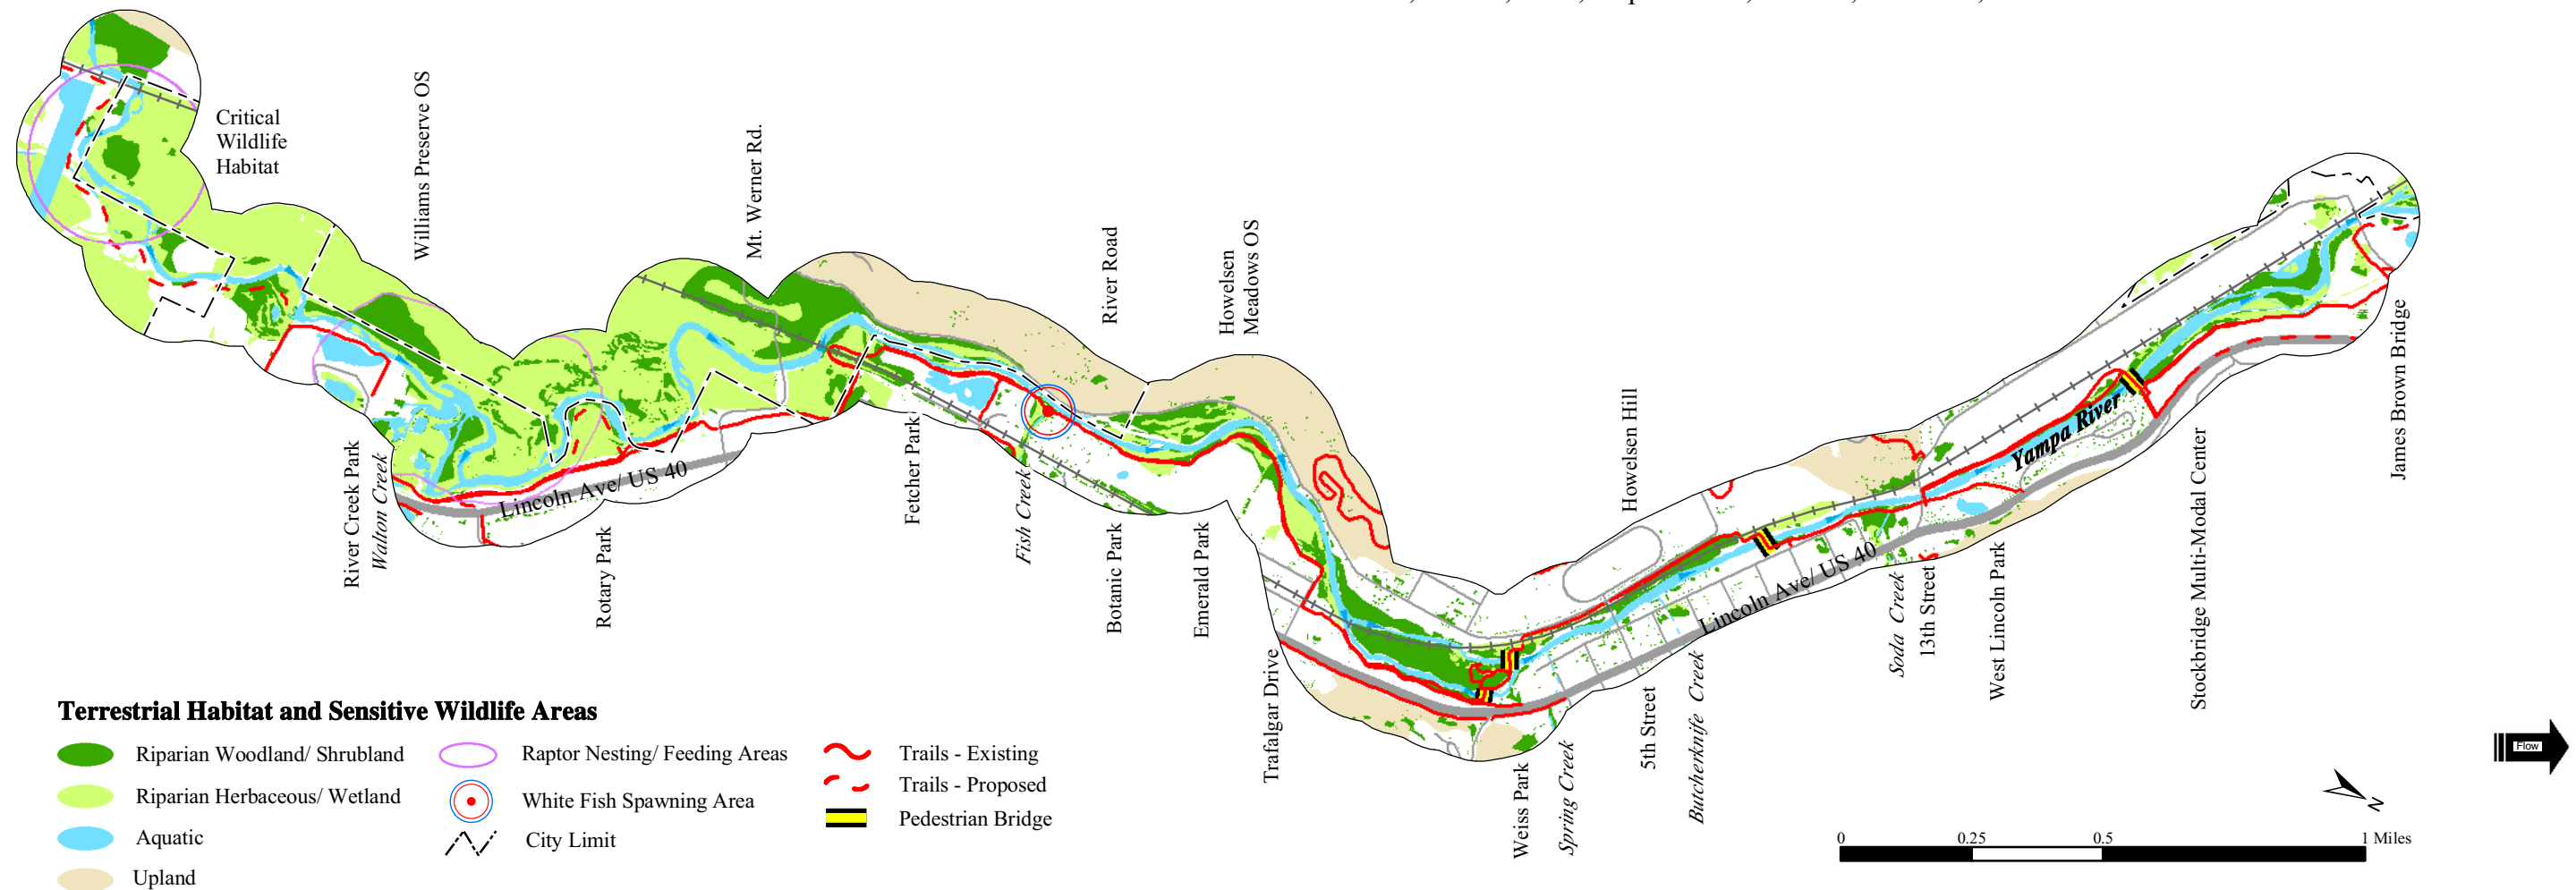 Critical
Wildlife
Habitat
Williams Preserve OS
Mt. Werner Rd.
River Road
Howelsen
Meadows OS
Howelsen Hill
Yampa River
James Brown Bridge
Lincoln Ave/ US 40
Lincoln Ave/ US 40
River Creek Park
Walton Creek
Rotary Park
Fetcher Park
Fish Creek
Botanic Park
Emerald Park
Trafalgar Drive
Weiss Park
Spring Creek
5th Street
Butcherknife Creek
Soda Creek
13th Street
West Lincoln Park
Stockbridge Multi-Modal Center
Flow
N
Terrestrial Habitat and Sensitive Wildlife Areas
Riparian Woodland/ Shrubland
Riparian Herbaceous/ Wetland
Aquatic
Upland
Raptor Nesting/ Feeding Areas
White Fish Spawning Area
City Limit
Trails - Existing
Trails - Proposed
Pedestrian Bridge
0 0.25 0.5 1 Miles